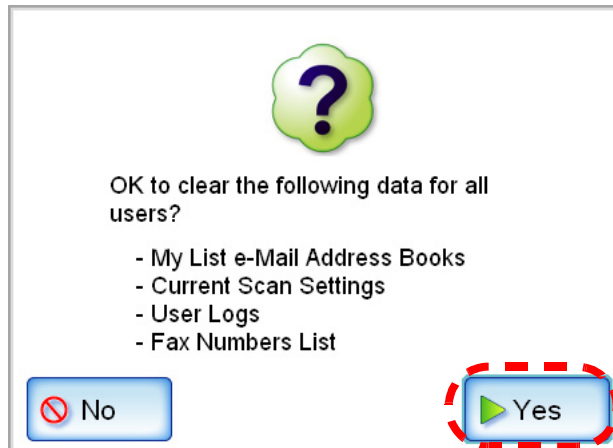 ?
OK to clear the following data for all
users?
- My List e-Mail Address Books
- Current Scan Settings
- User Logs
- Fax Numbers List
No
Yes